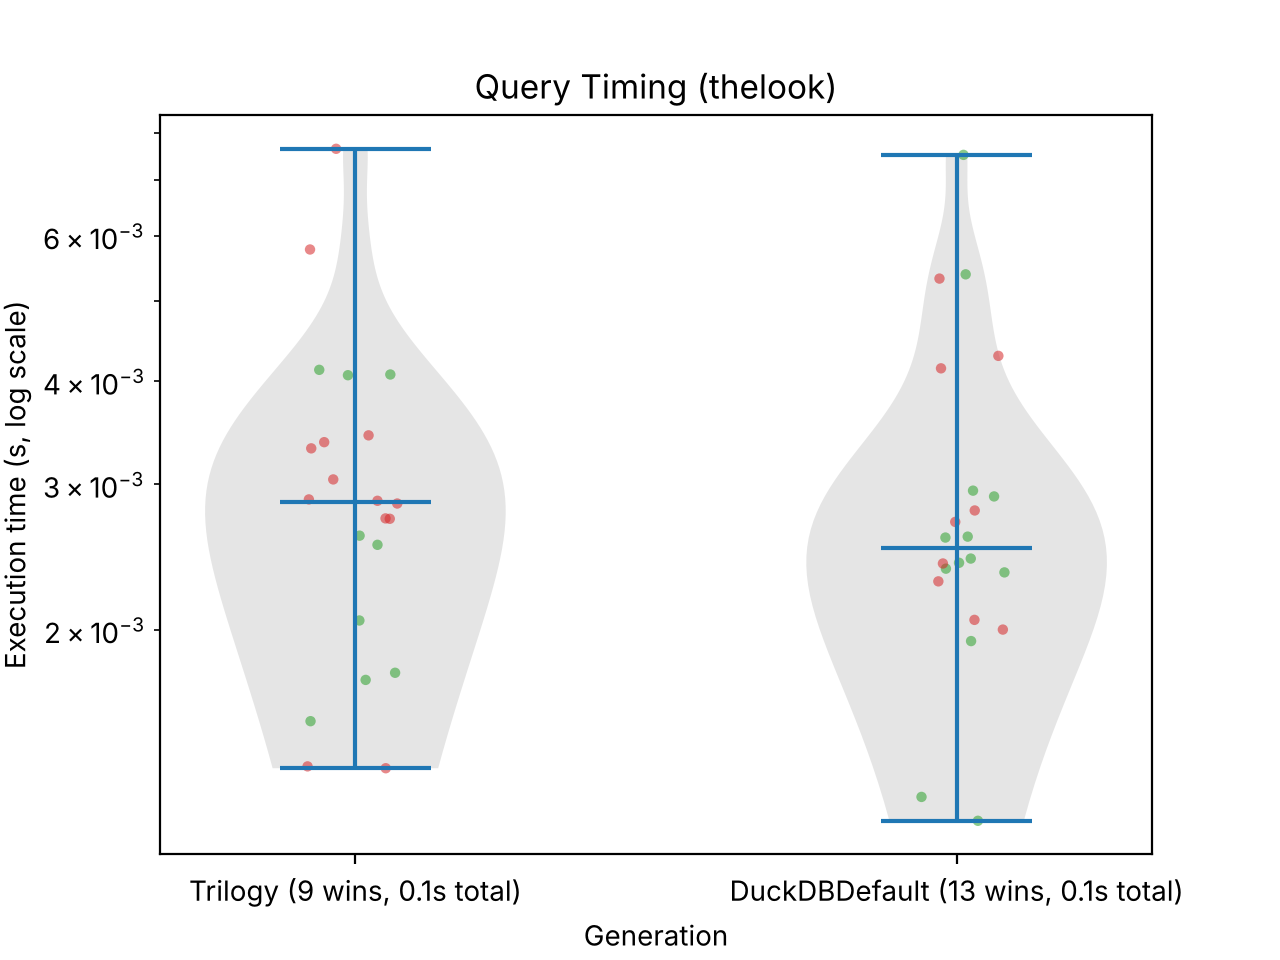 Query Timing (thelook)
Execution time (s, log scale)
6 × 10⁻³
4 × 10⁻³
3 × 10⁻³
2 × 10⁻³
Trilogy (9 wins, 0.1s total)
DuckDBDefault (13 wins, 0.1s total)
Generation